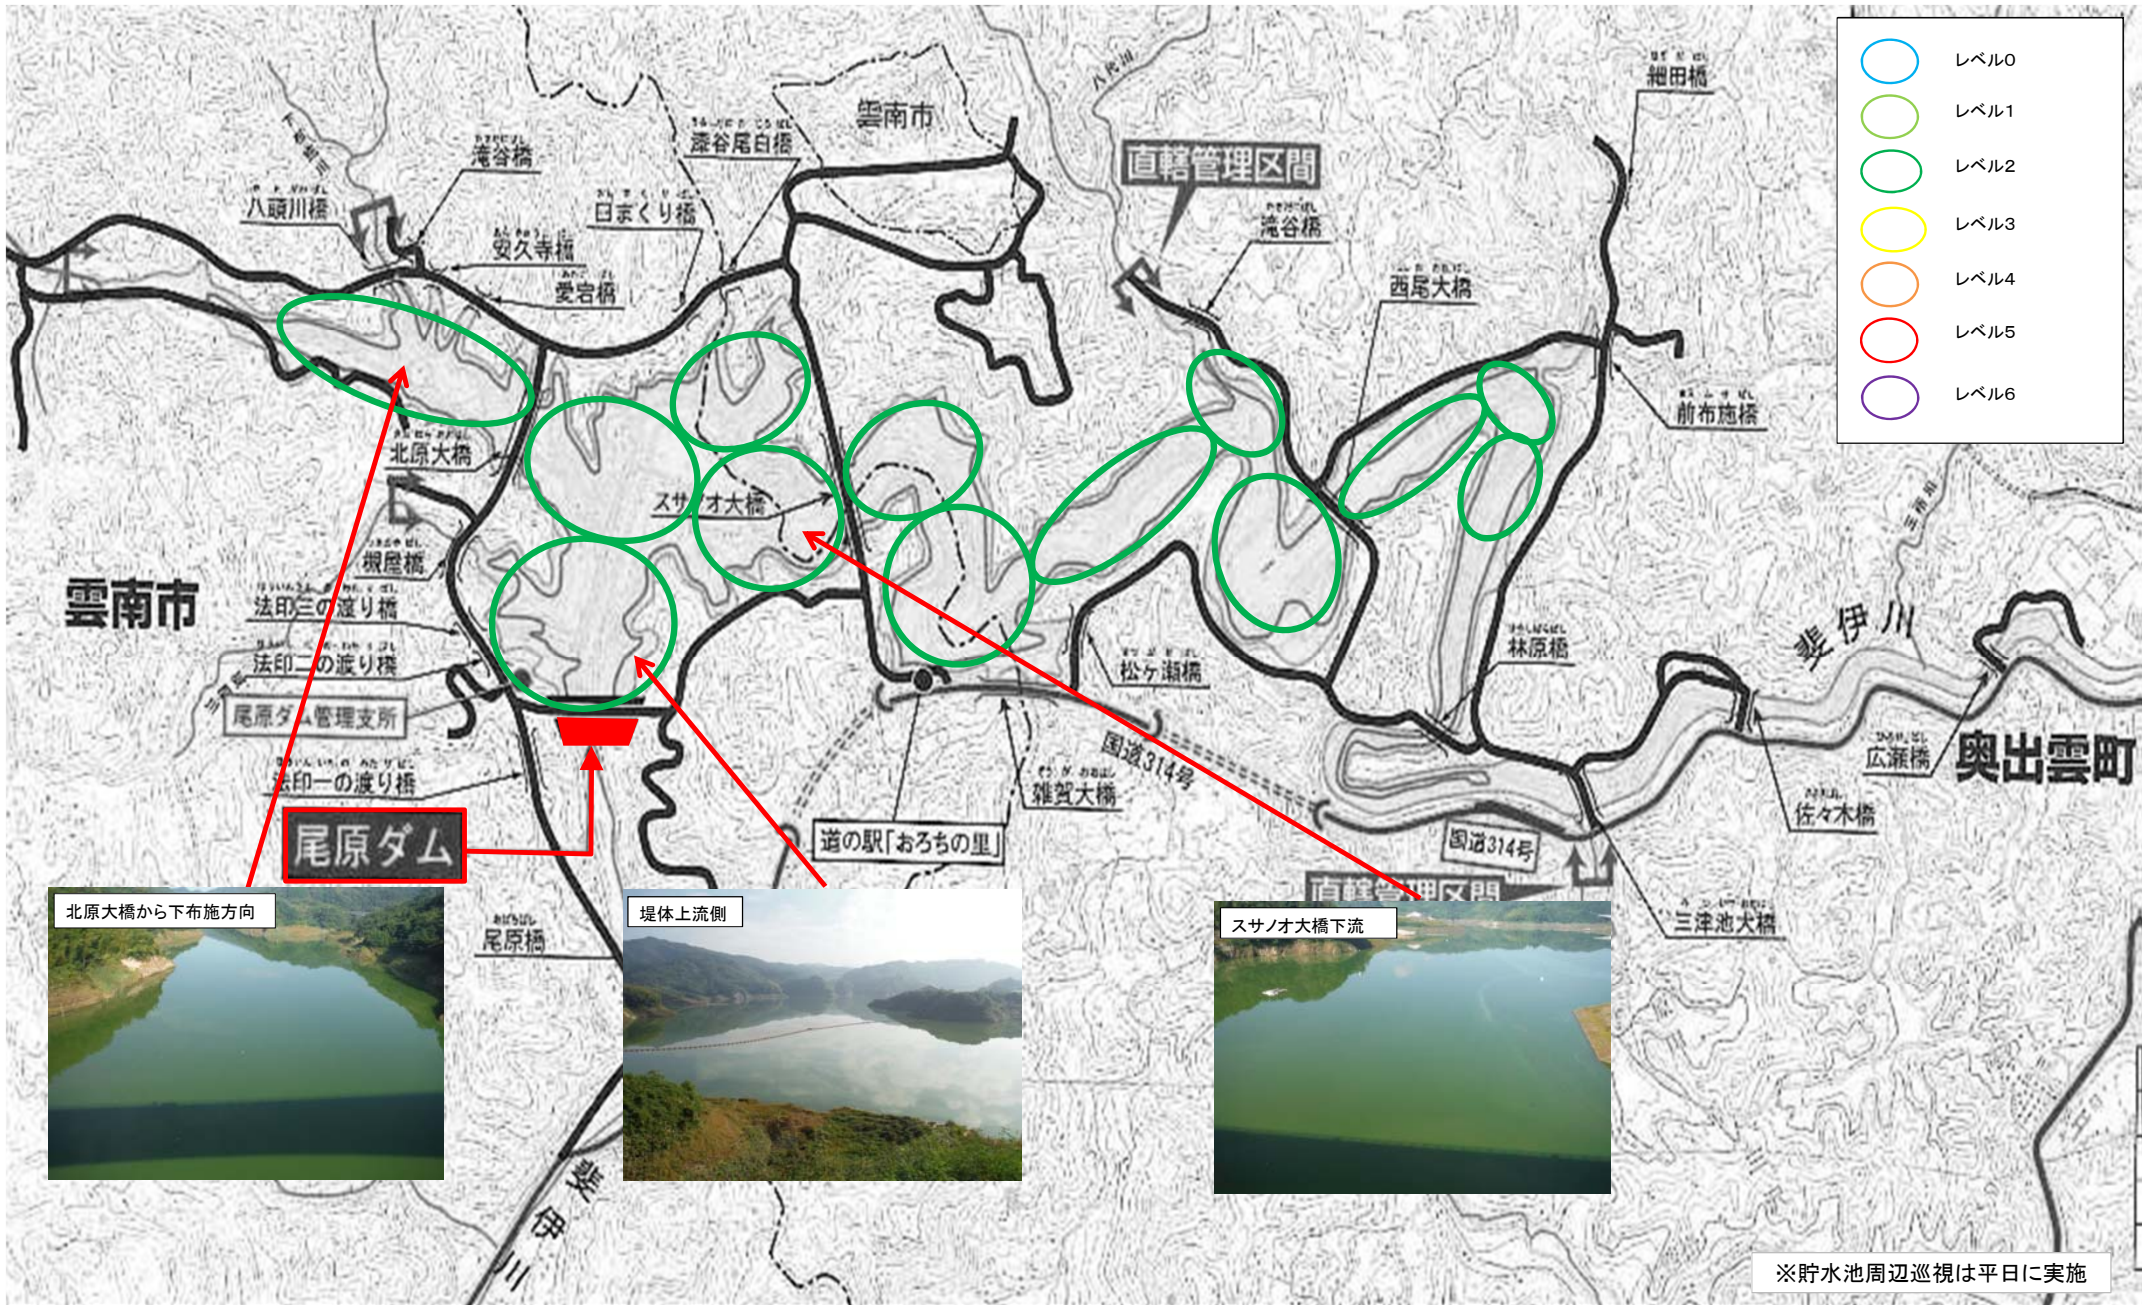 レベル0
レベル1
レベル2
レベル3
レベル4
レベル5
レベル6
細田橋
雲南市
八代川
漆谷尾白橋
滝谷橋
八頭川橋
安久寺橋
愛宕橋
日まくり橋
直轄管理区間
滝谷橋
西尾大橋
前布施橋
北原大橋
スサノオ大橋
槻屋橋
雲南市
法印三の渡り橋
法印二の渡り橋
尾原ダム管理支所
法印一の渡り橋
尾原ダム
松ヶ瀬橋
林原橋
斐伊川
奥出雲町
広瀬橋
佐々木橋
国道314号
雑賀大橋
道の駅「おろちの里」
国道314号
直轄管理区間
三津池大橋
尾原橋
北原大橋から下布施方向
堤体上流側
スサノオ大橋下流
斐伊川
※貯水池周辺巡視は平日に実施